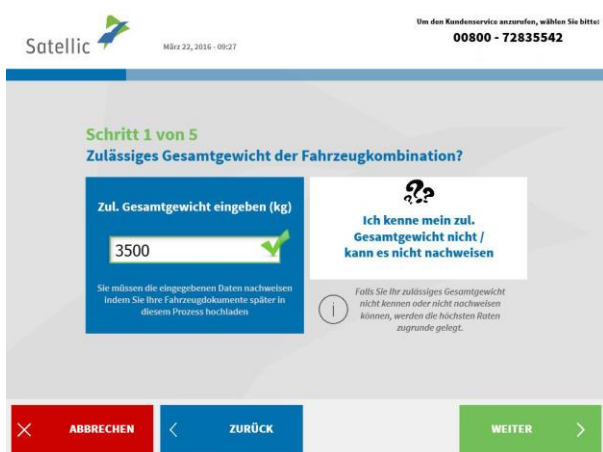 Um den Kundenservice anzurufen, wählen Sie bitte:
00800 - 72835542
Satellic
März 22, 2016 - 09:27
Schritt 1 von 5
Zulässiges Gesamtgewicht der Fahrzeugkombination?
Zul. Gesamtgewicht eingeben (kg)
3500
Sie müssen die eingegebenen Daten nachweisen
indem Sie Ihre Fahrzeugdokumente später in
diesem Prozess hochladen
???
Ich kenne mein zul.
Gesamtgewicht nicht /
kann es nicht nachweisen
i
Falls Sie Ihr zulässiges Gesamtgewicht
nicht kennen oder nicht nachweisen
können, werden die höchsten Raten
zugrunde gelegt.
ABBRECHEN
ZURÜCK
WEITER